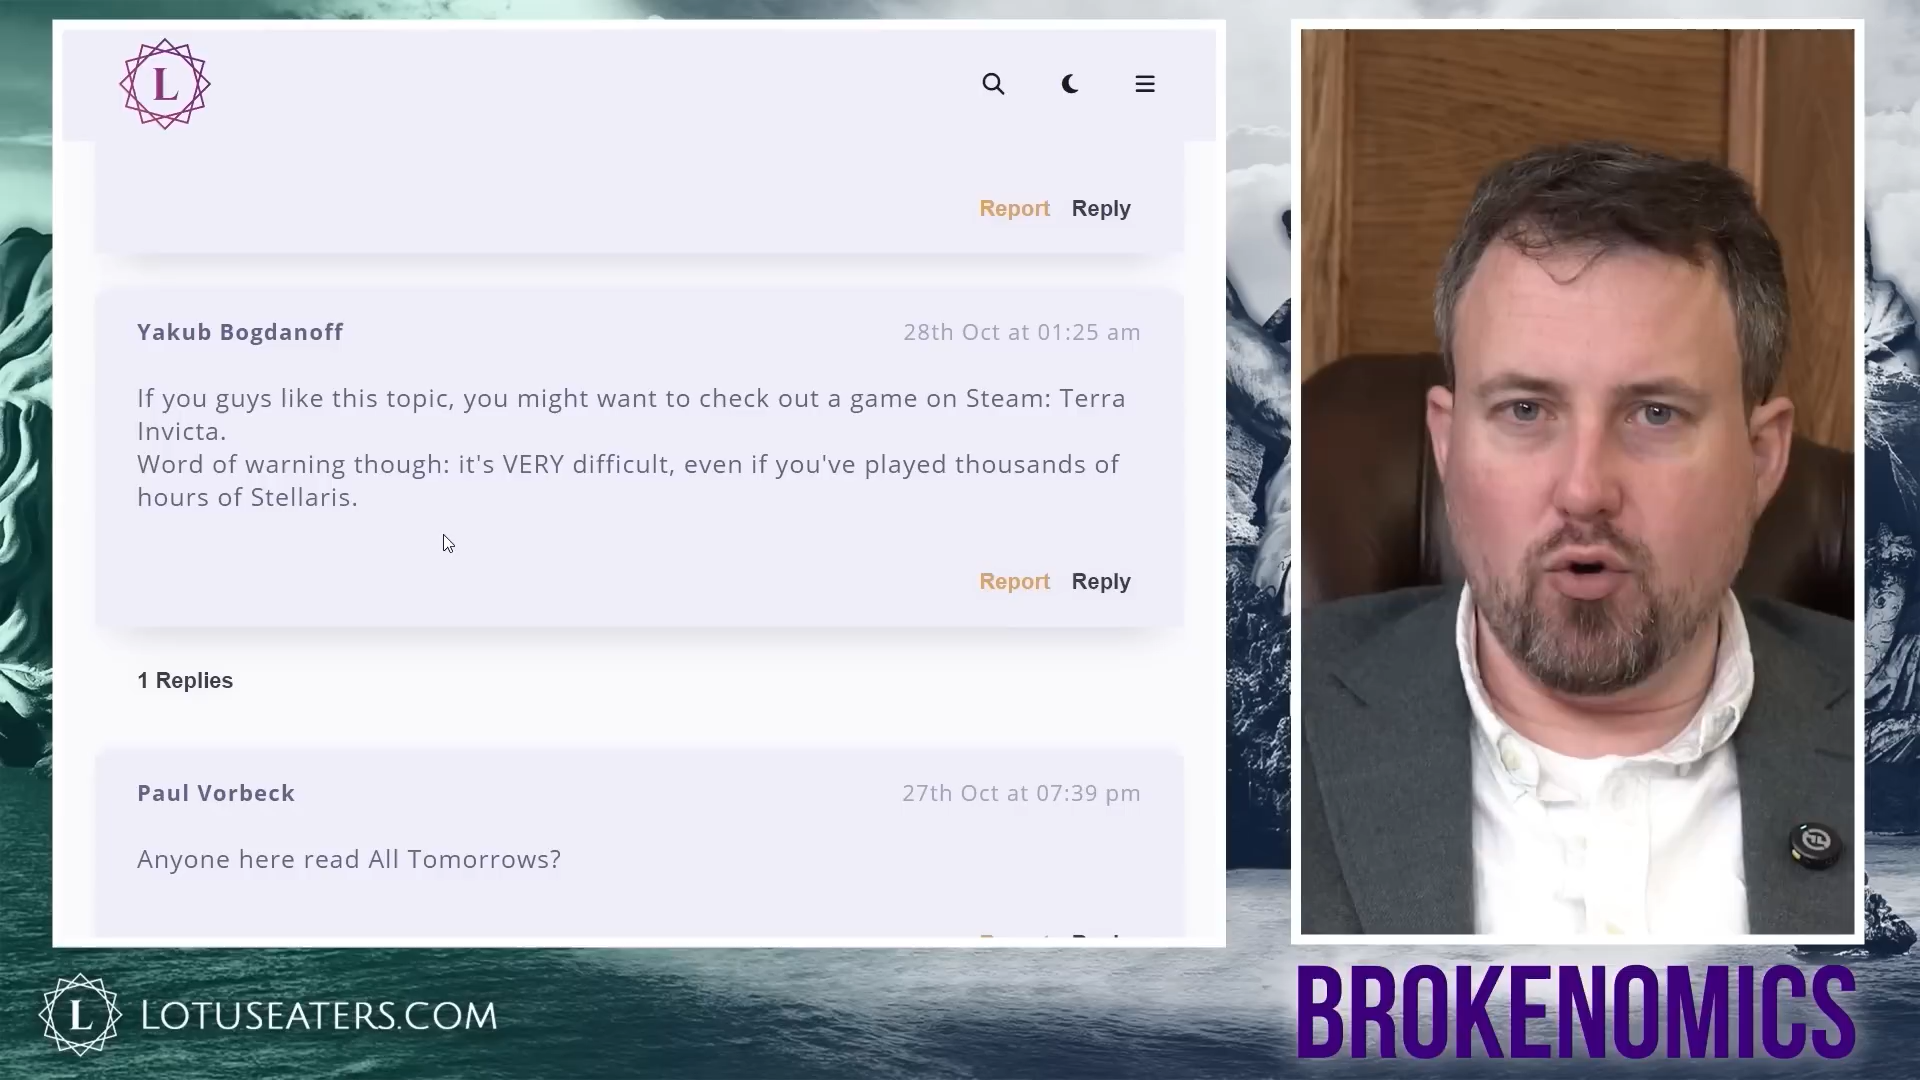 L
Report Reply
Yakub Bogdanoff 28th Oct at 01:25 am
If you guys like this topic, you might want to check out a game on Steam: Terra
Invicta.
Word of warning though: it's VERY difficult, even if you've played thousands of
hours of Stellaris.
Report Reply
1 Replies
Paul Vorbeck 27th Oct at 07:39 pm
Anyone here read All Tomorrows?
L LOTUSEATERS.COM
BROKENOMICS